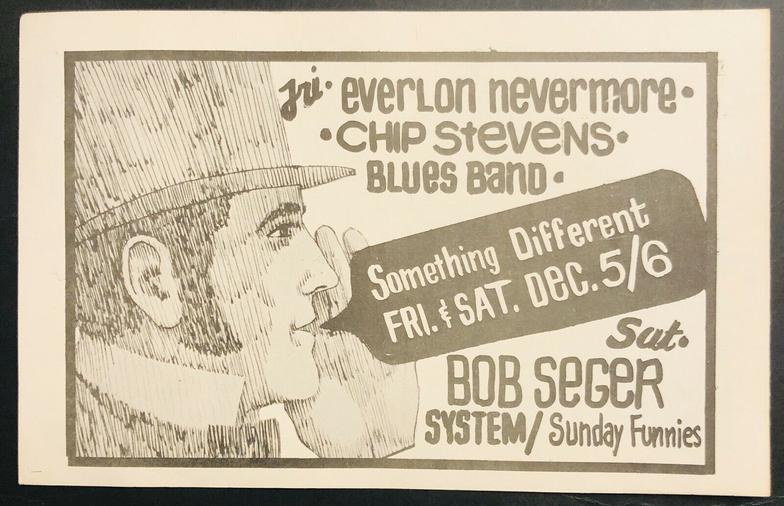 Fri. EVERLON NEVERMORE •
• CHIP STEVENS •
BLUES BAND •
Something Different
FRI. & SAT. DEC. 5/6
Sat.
BOB SEGER
SYSTEM / Sunday Funnies